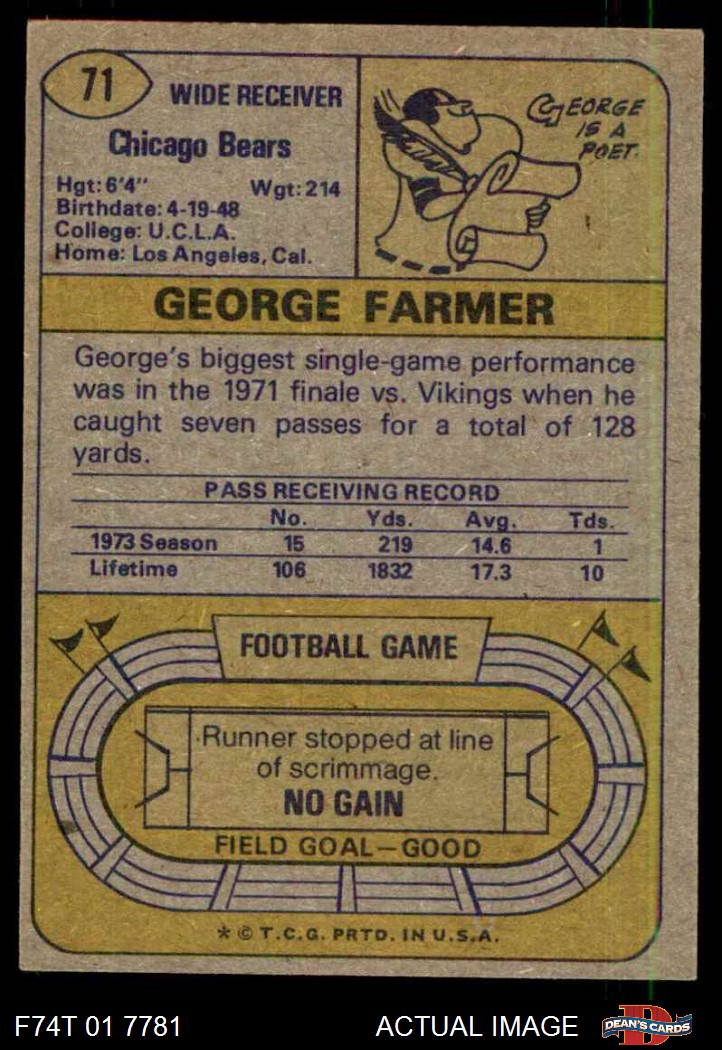 71
WIDE RECEIVER
Chicago Bears
Hgt: 6'4" Wgt: 214
Birthdate: 4-19-48
College: U.C.L.A.
Home: Los Angeles, Cal.
GEORGE
IS A
POET.
GEORGE FARMER
George's biggest single-game performance
was in the 1971 finale vs. Vikings when he
caught seven passes for a total of 128
yards.
PASS RECEIVING RECORD
No. Yds. Avg. Tds.
1973 Season 15 219 14.6 1
Lifetime 106 1832 17.3 10
FOOTBALL GAME
Runner stopped at line
of scrimmage.
NO GAIN
FIELD GOAL—GOOD
* © T.C.G. PRTD. IN U.S.A.
F74T 01 7781 ACTUAL IMAGE
B
DEAN'S CARDS